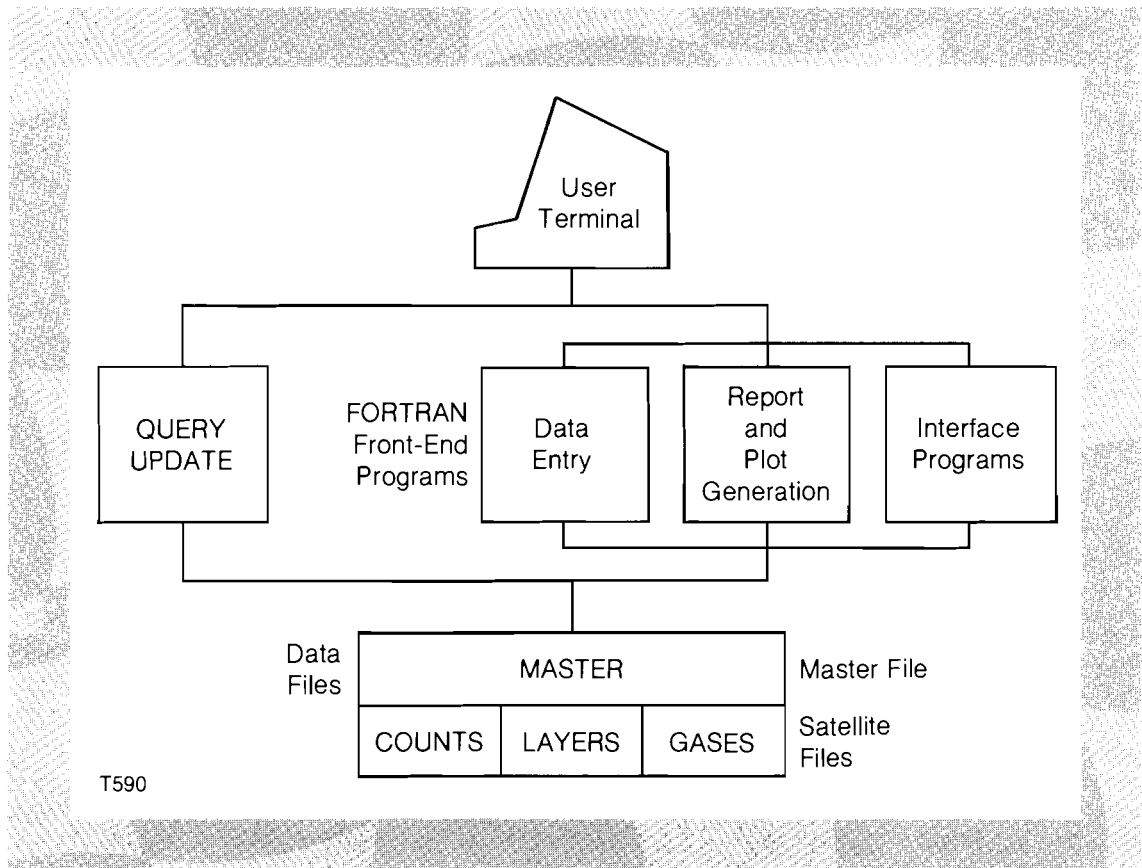 User
Terminal
QUERY
UPDATE
FORTRAN
Front-End
Programs
Data
Entry
Report
and
Plot
Generation
Interface
Programs
Data
Files
MASTER
Master File
COUNTS
LAYERS
GASES
Satellite
Files
T590